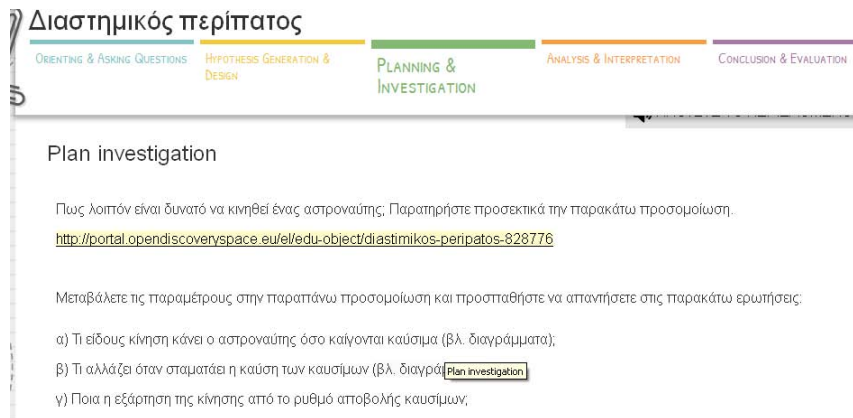 Διαστημικός περίπατος
Orienting & Asking Questions
Hypothesis Generation &
Design
Planning &
Investigation
Analysis & Interpretation
Conclusion & Evaluation
Plan investigation
Πως λοιπόν είναι δυνατό να κινηθεί ένας αστροναύτης; Παρατηρήστε προσεκτικά την παρακάτω προσομοίωση.
http://portal.opendiscoveryspace.eu/el/edu-object/diastimikos-peripatos-828776
Μεταβάλετε τις παραμέτρους στην παραπάνω προσομοίωση και προσπαθήστε να απαντήσετε στις παρακάτω ερωτήσεις:
α) Τι είδους κίνηση κάνει ο αστροναύτης όσο καίγονται καύσιμα (βλ. διαγράμματα);
β) Τι αλλάζει όταν σταματάει η καύση των καυσίμων (βλ. διαγρά
Plan investigation
γ) Ποια η εξάρτηση της κίνησης από το ρυθμό αποβολής καυσίμων;